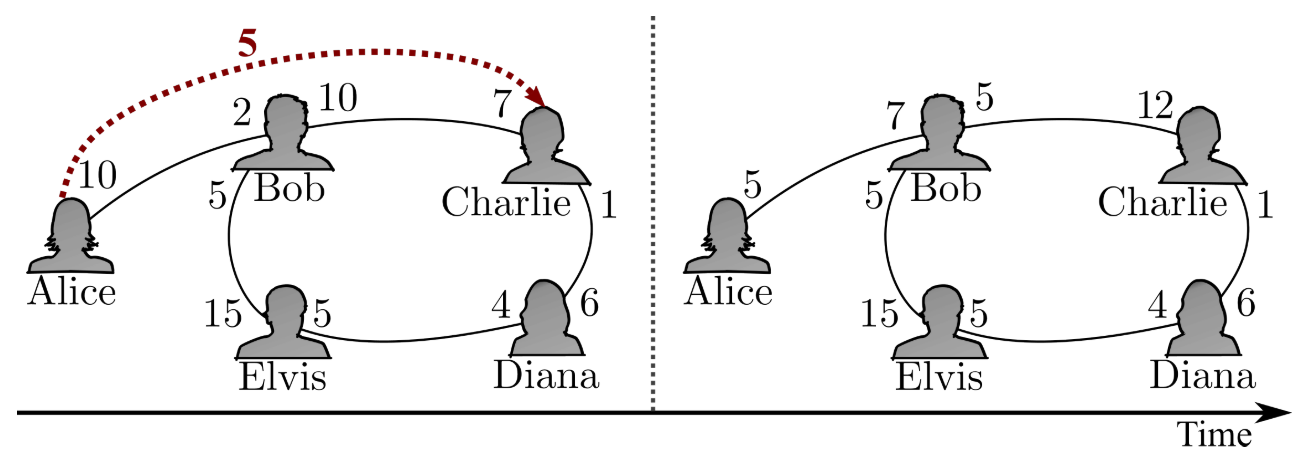 5
2 10 7 7 5 12
10 Bob 5 Bob
5 Charlie 1 5 Charlie 1
Alice Alice
15 5 4 6 15 5 4 6
Elvis Diana Elvis Diana
Time